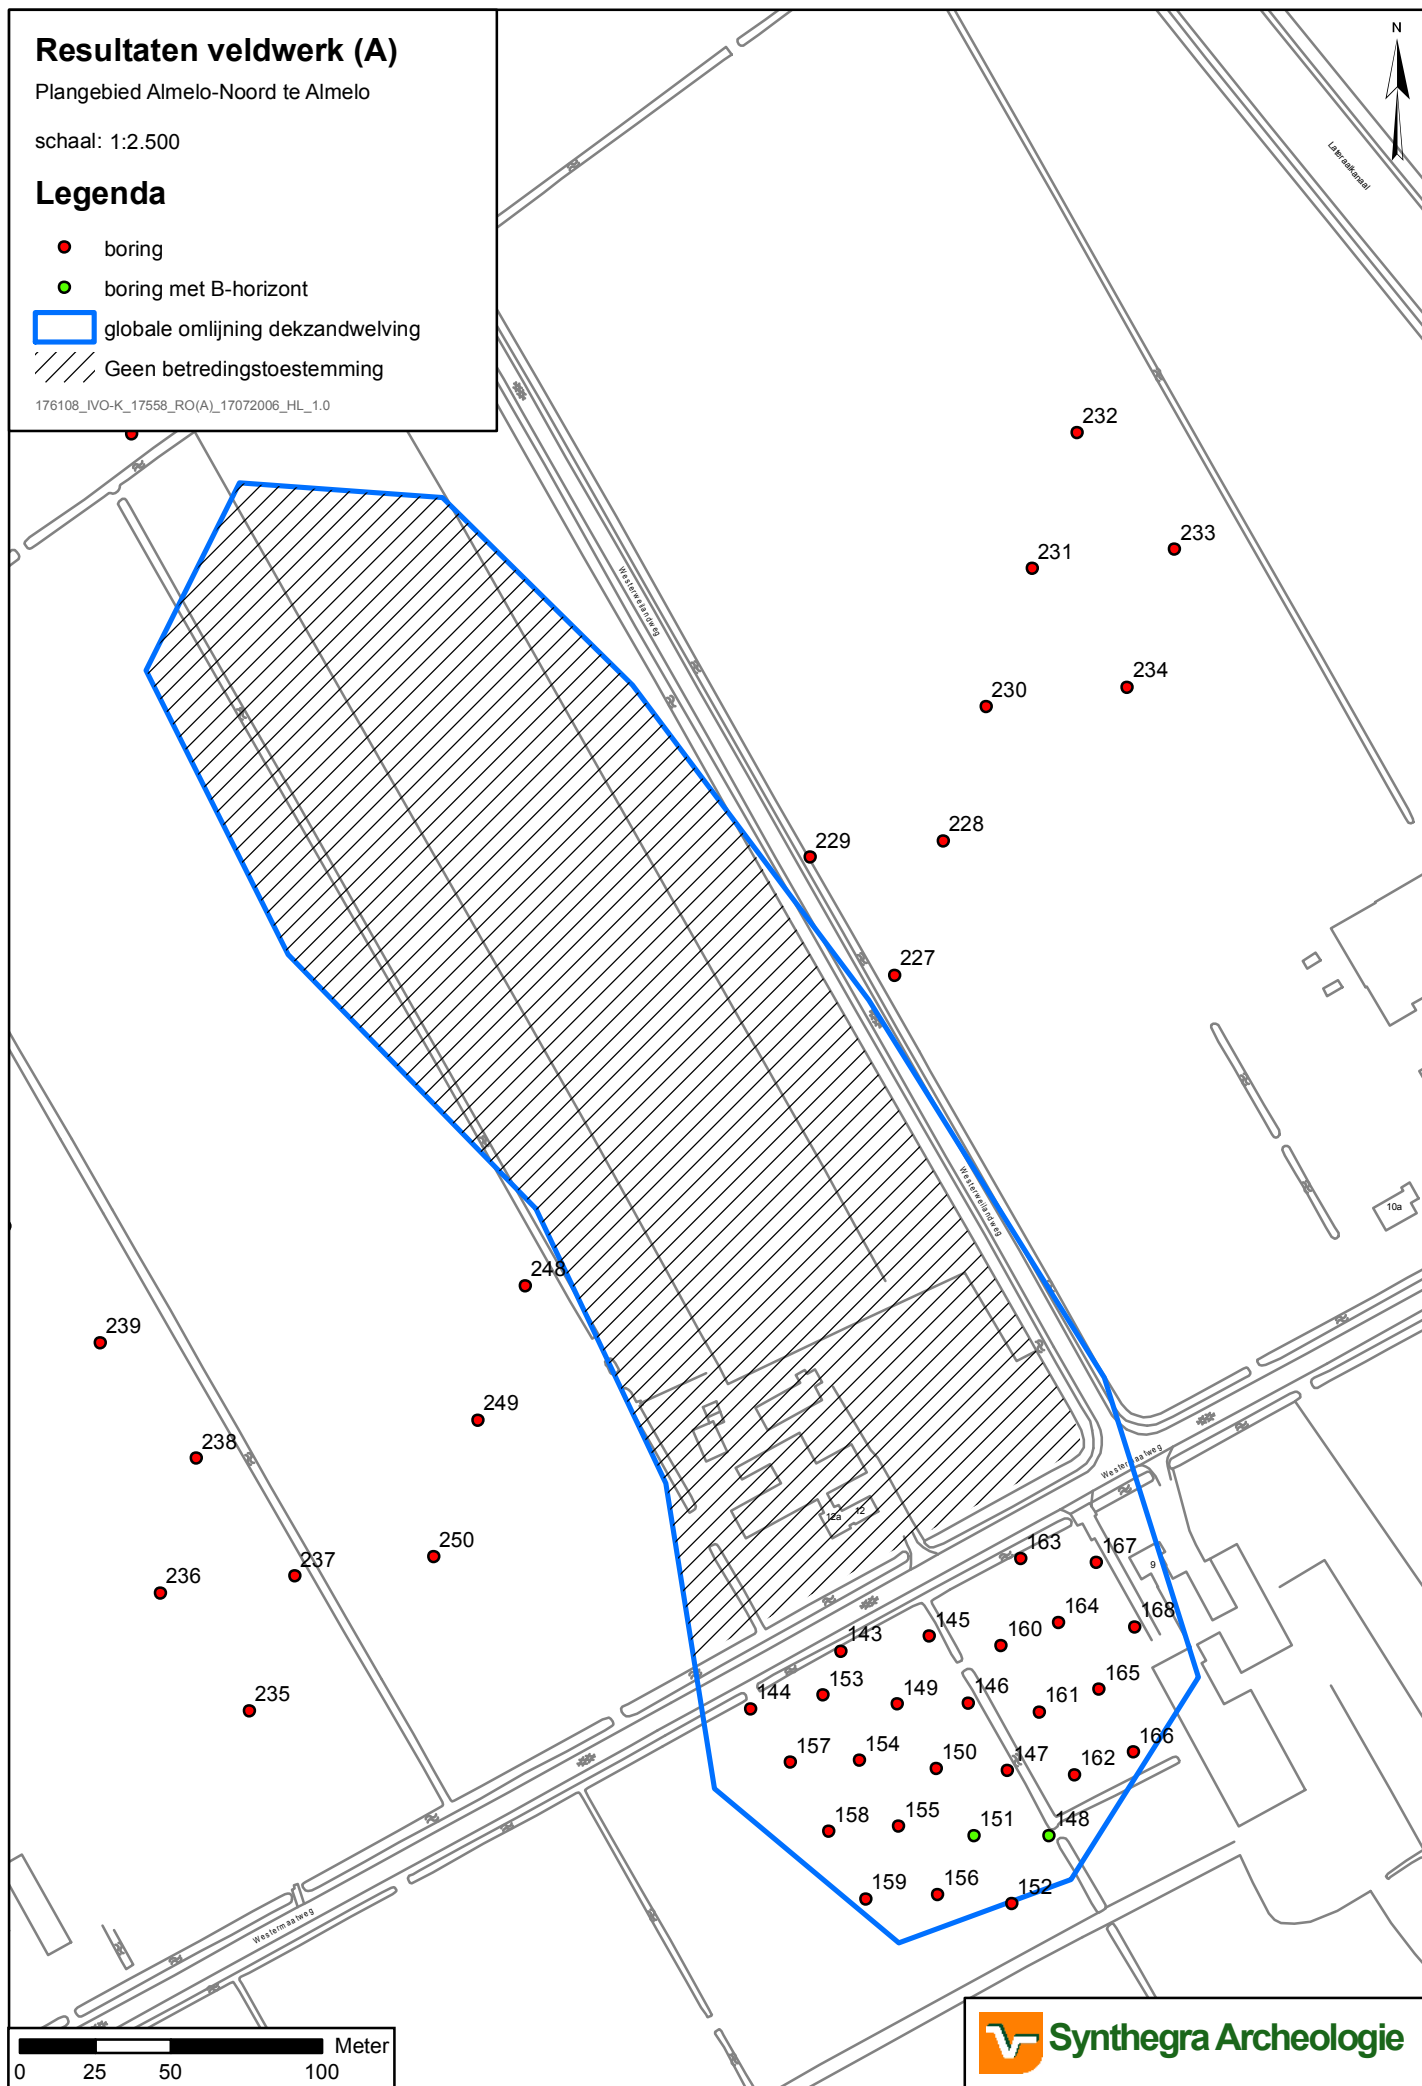 Resultaten veldwerk (A)
Plangebied Almelo-Noord te Almelo
schaal: 1:2.500
Legenda
boring
boring met B-horizont
globale omlijning dekzandwelving
Geen betredingstoestemming
176108_IVO-K_17558_RO(A)_17072006_HL_1.0
N
Lateraalkanaal
232
233
231
Westerweilandweg
234
230
228
229
227
Westerweilandweg
10a
248
239
249
238
Westermaatweg
12a
12
250
237
236
163
167
9
164
168
145
160
143
165
153
149
146
161
144
235
166
157
154
150
147
162
158
155
151
148
159
156
152
Westermaatweg
Meter
0
25
50
100
Synthegra Archeologie